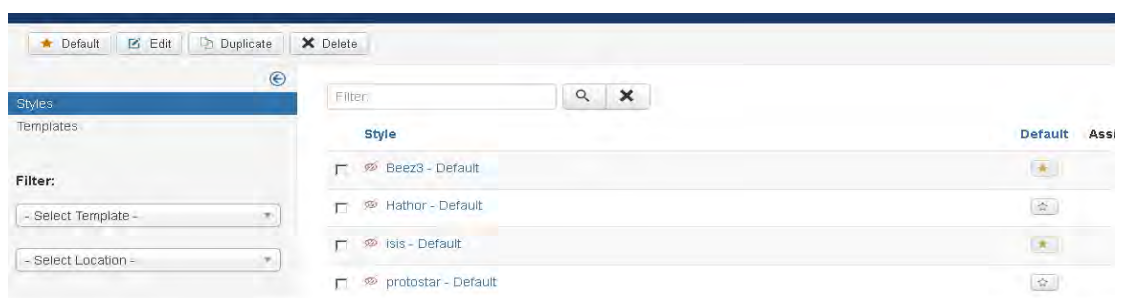 Default Edit Duplicate Delete
Styles
Templates
Filter:
- Select Template -
- Select Location -
Filter:
Style Default Assi
Beez3 - Default
Hathor - Default
isis - Default
protostar - Default